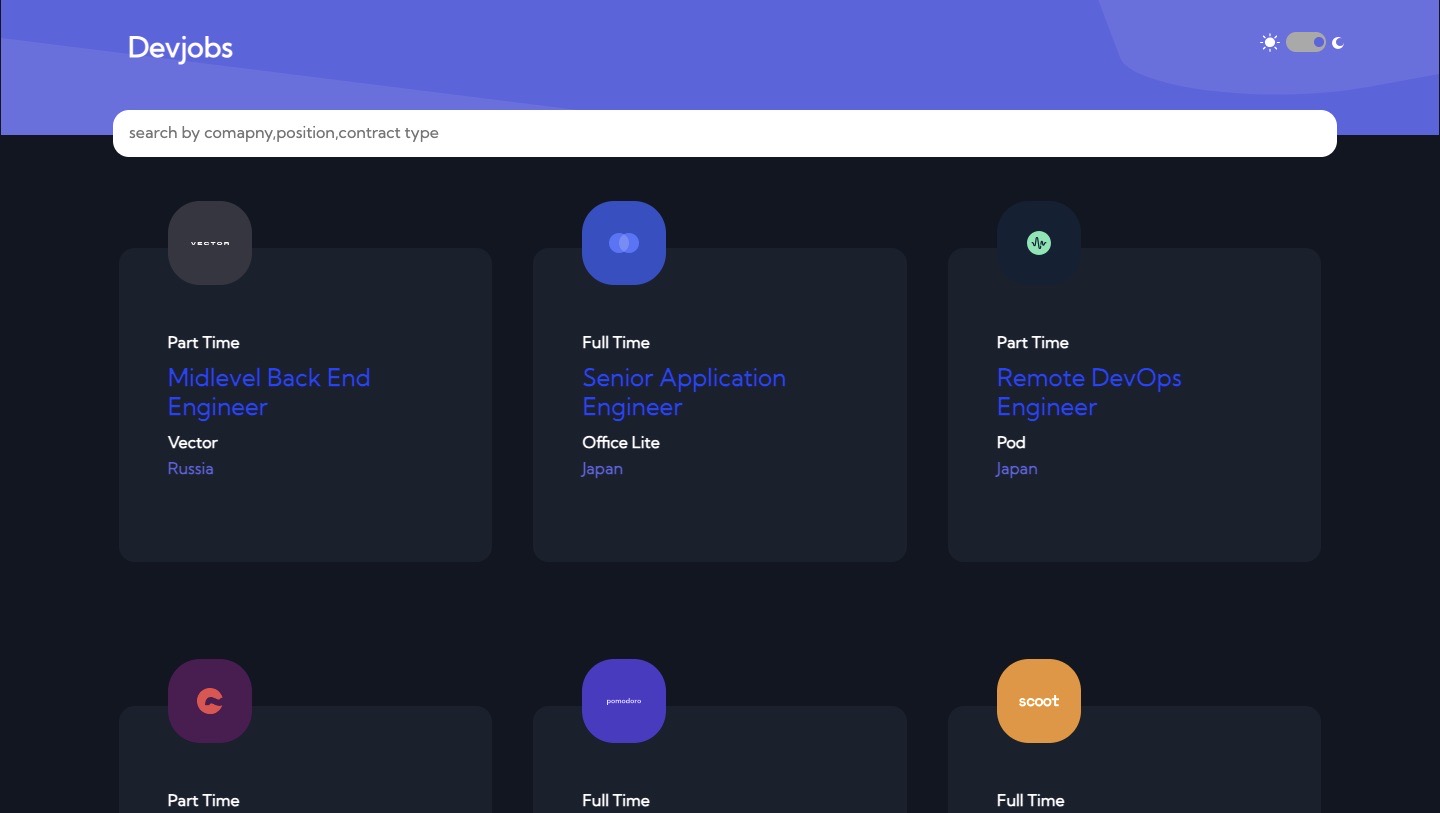 Devjobs
search by comapny,position,contract type
VECTOR
Part Time
Midlevel Back End
Engineer
Vector
Russia
Full Time
Senior Application
Engineer
Office Lite
Japan
Part Time
Remote DevOps
Engineer
Pod
Japan
Part Time
pomodoro
Full Time
scoot
Full Time